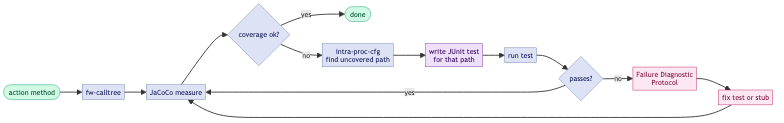 action method
fw-calltree
JaCoCo measure
coverage ok?
yes
done
no
intra-proc-cfg
find uncovered path
write JUnit test
for that path
run test
passes?
yes
no
Failure Diagnostic
Protocol
fix test or stub